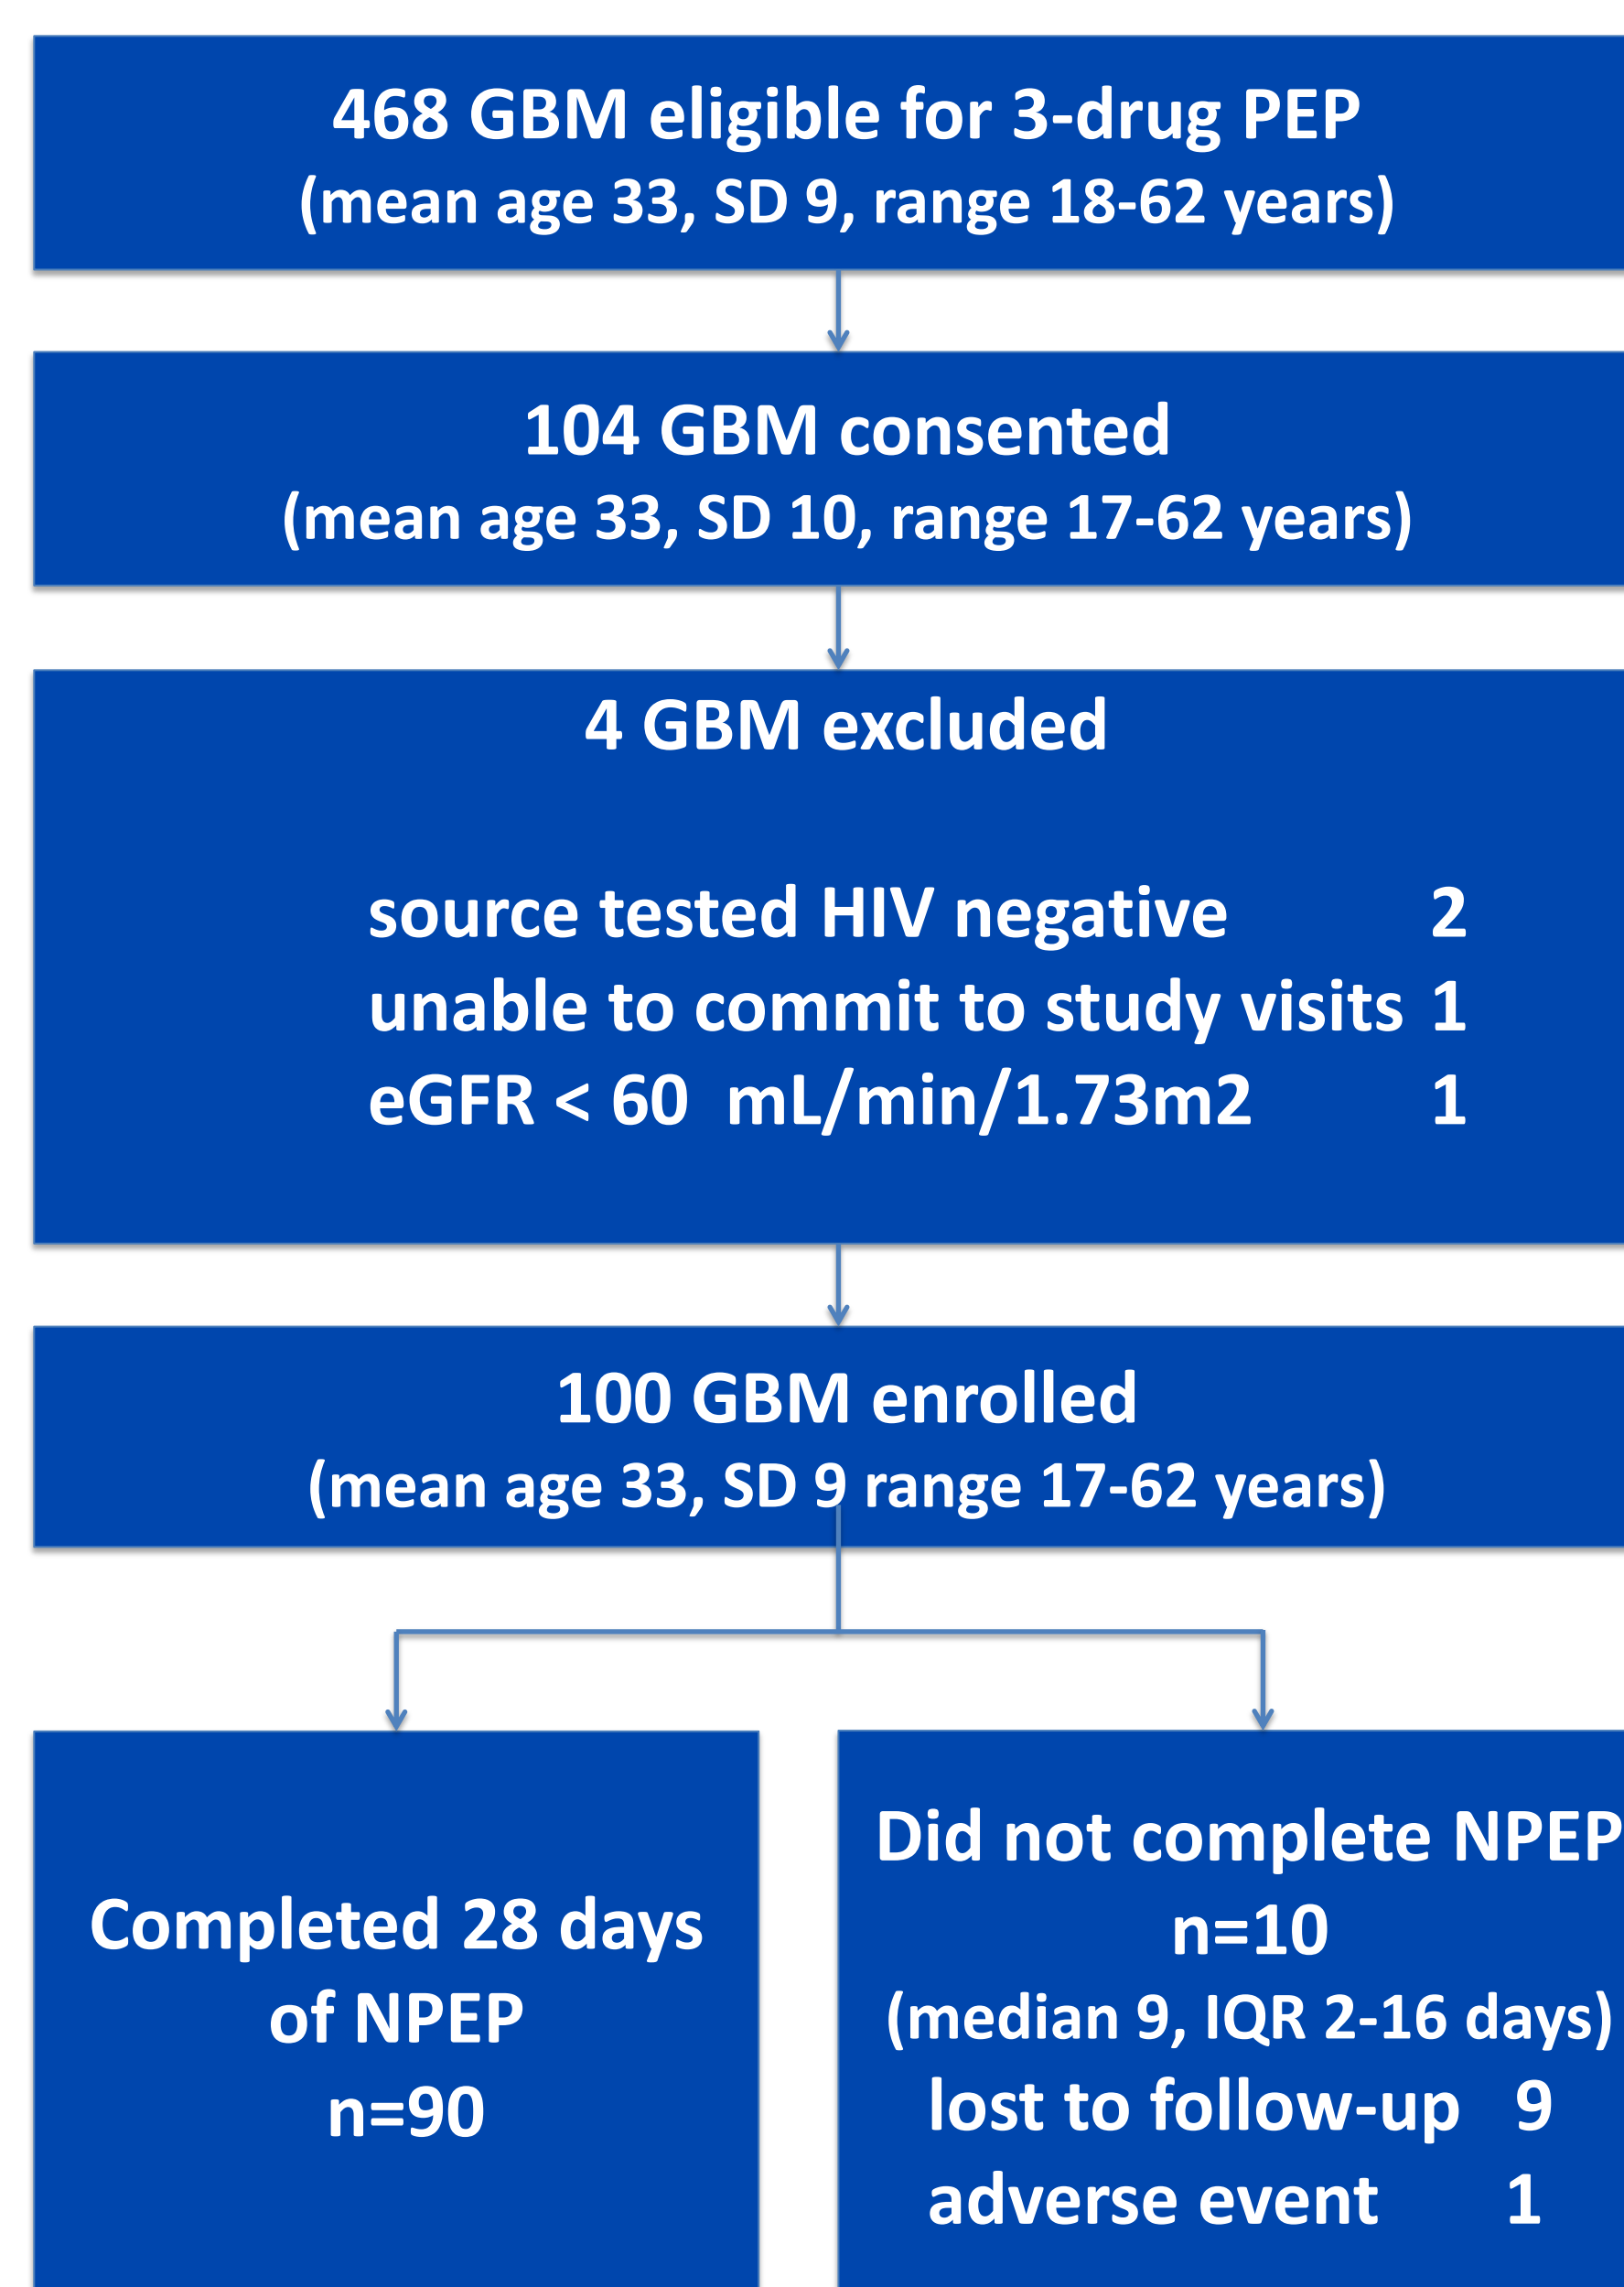 468 GBM eligible for 3-drug PEP
(mean age 33, SD 9, range 18-62 years)
104 GBM consented
(mean age 33, SD 10, range 17-62 years)
4 GBM excluded
source tested HIV negative 2
unable to commit to study visits 1
eGFR < 60 mL/min/1.73m2 1
100 GBM enrolled
(mean age 33, SD 9 range 17-62 years)
Completed 28 days
of NPEP
n=90
Did not complete NPEP
n=10
(median 9, IQR 2-16 days)
lost to follow-up 9
adverse event 1